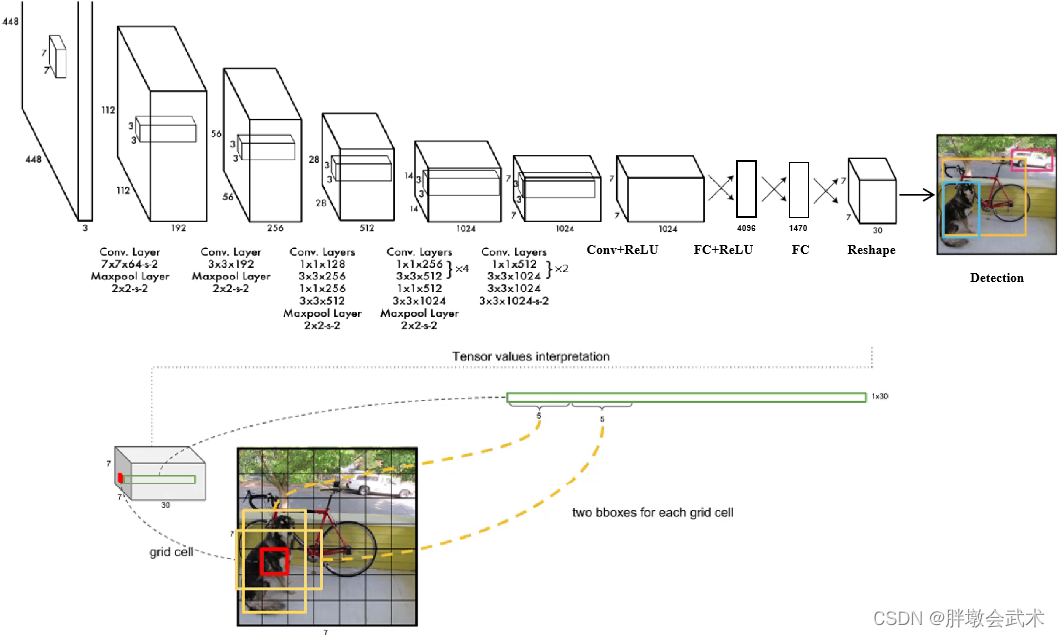 448
7
7
448
3
112
3
3
112
192
56
3
3
56
256
28
3
3
28
512
14
3
3
14
1024
7
3
3
7
1024
7
7
1024
4096
1470
7
7
30
Conv. Layer
7x7x64-s-2
Maxpool Layer
2x2-s-2
Conv. Layer
3x3x192
Maxpool Layer
2x2-s-2
Conv. Layers
1x1x128
3x3x256
1x1x256
3x3x512
Maxpool Layer
2x2-s-2
Conv. Layers
1x1x256
3x3x512
}×4
1x1x512
3x3x1024
Maxpool Layer
2x2-s-2
Conv. Layers
1x1x512
3x3x1024
}×2
3x3x1024
3x3x1024-s-2
Conv+ReLU
FC+ReLU
FC
Reshape
Detection
Tensor values interpretation
1x30
5
5
7
7
30
grid cell
7
7
two bboxes for each grid cell
CSDN @胖墩会武术